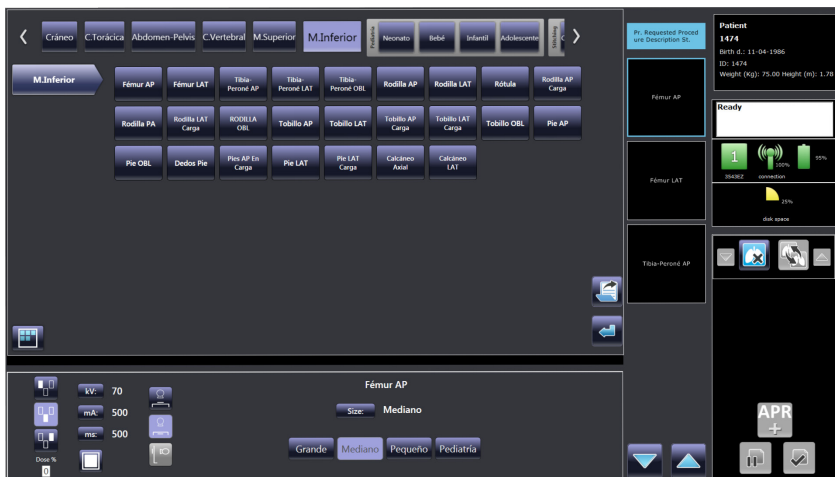 Cráneo
C.Torácica
Abdomen-Pelvis
C.Vertebral
M.Superior
M.Inferior
Pediatría
Neonato
Bebé
Infantil
Adolescente
Stitching
M.Inferior
Fémur AP
Fémur LAT
Tibia-
Peroné AP
Tibia-
Peroné LAT
Tibia-
Peroné OBL
Rodilla AP
Rodilla LAT
Rótula
Rodilla AP
Carga
Rodilla PA
Rodilla LAT
Carga
RODILLA
OBL
Tobillo AP
Tobillo LAT
Tobillo AP
Carga
Tobillo LAT
Carga
Tobillo OBL
Pie AP
Pie OBL
Dedos Pie
Pies AP En
Carga
Pie LAT
Pie LAT
Carga
Calcáneo
Axial
Calcáneo
LAT
kV: 70
mA: 500
ms: 500
Dose %
0
Fémur AP
Size: Mediano
Grande
Mediano
Pequeño
Pediatría
Pr. Requested Proced
ure Description St.
Fémur AP
Fémur LAT
Tibia-Peroné AP
Patient
1474
Birth d.: 11-04-1986
ID: 1474
Weight (Kg): 75.00 Height (m): 1.78
Ready
1
100%
95%
3543EZ
connection
25%
disk space
APR
+